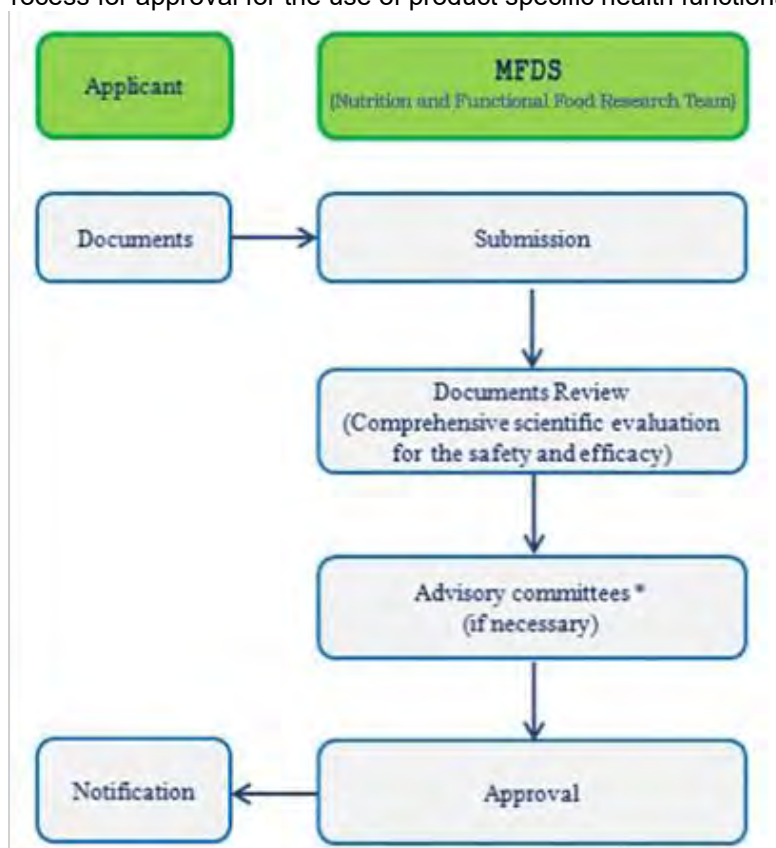 rocess for approval for the use of product specific health function
Applicant
MFDS
(Nutrition and Functional Food Research Team)
Documents
Submission
Documents Review
(Comprehensive scientific evaluation
for the safety and efficacy)
Advisory committees *
(if necessary)
Notification
Approval